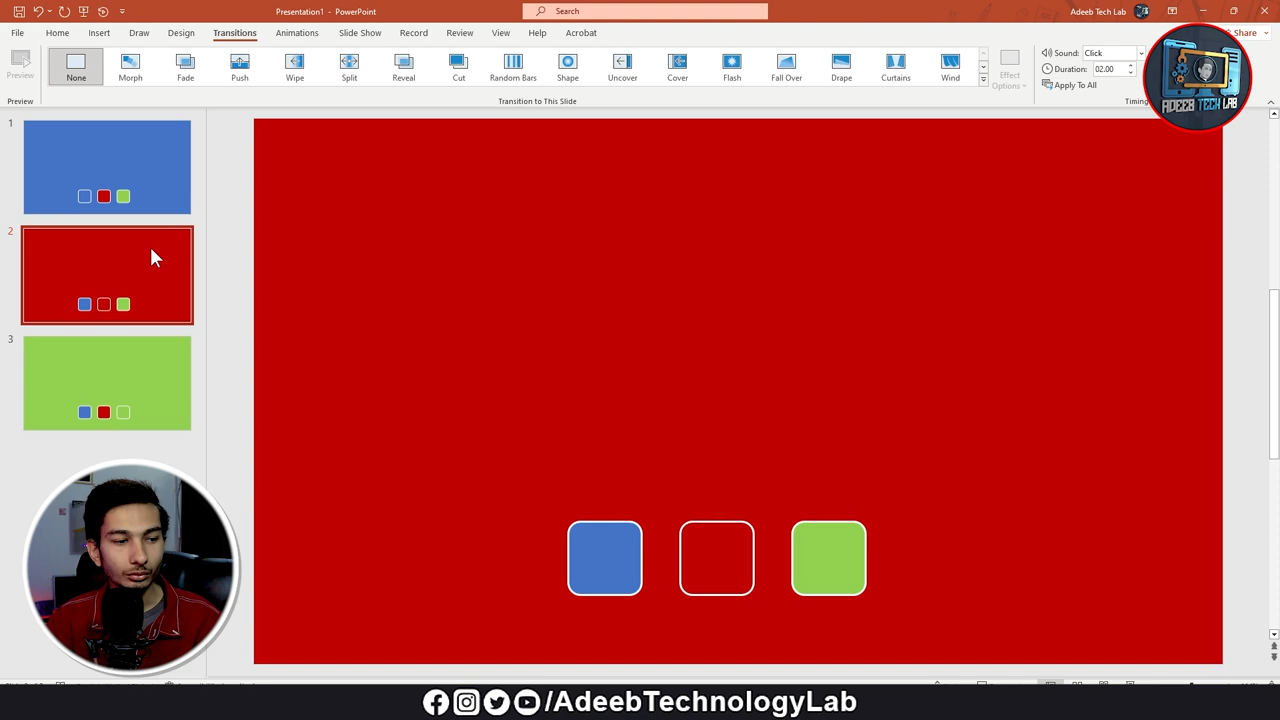 Presentation1 - PowerPoint
Search
Adeeb Tech Lab
File Home Insert Draw Design Transitions Animations Slide Show Record Review View Help Acrobat
Share
Preview
None Morph Fade Push Wipe Split Reveal Cut Random Bars Shape Uncover Cover Flash Fall Over Drape Curtains Wind
Effect
Options
Sound: Click
Duration: 02.00
Apply To All
Preview
Transition to This Slide
Timing
ADEEB TECH LAB
1
2
3
/AdeebTechnologyLab